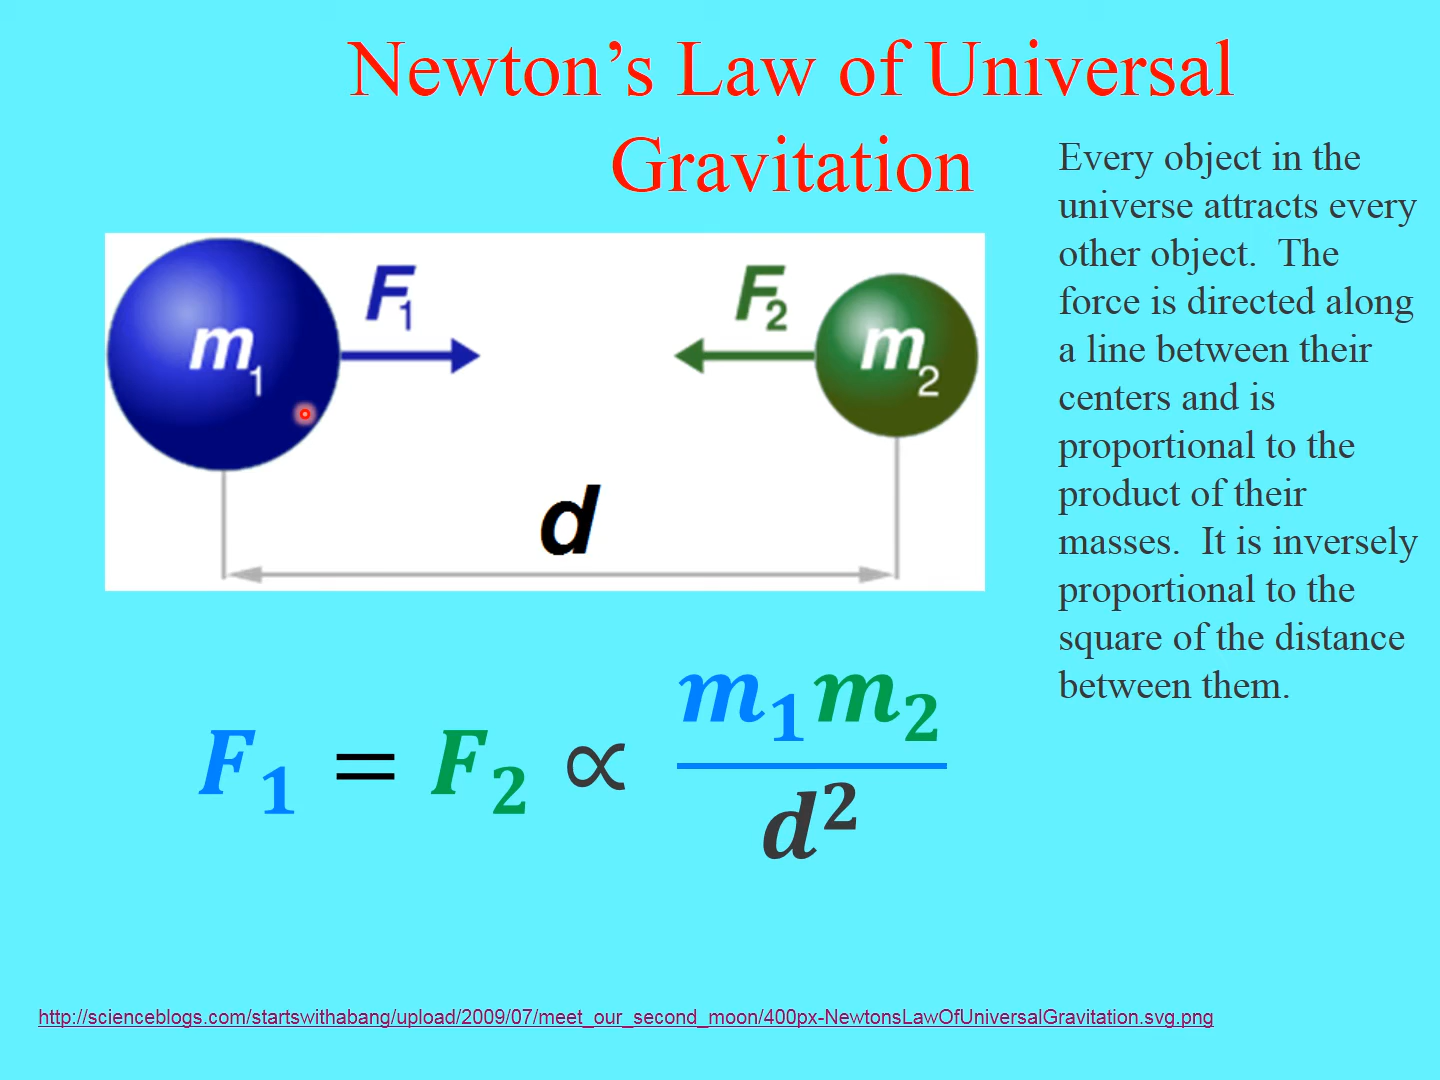 Newton’s Law of Universal
Gravitation
Every object in the
universe attracts every
other object.  The
force is directed along
a line between their
centers and is
proportional to the
product of their
masses.  It is inversely
proportional to the
square of the distance
between them.
m₁
F₁
F₂
m₂
d
F₁ = F₂ ∝ m₁m₂ / d²
http://scienceblogs.com/startswithabang/upload/2009/07/meet_our_second_moon/400px-NewtonsLawOfUniversalGravitation.svg.png